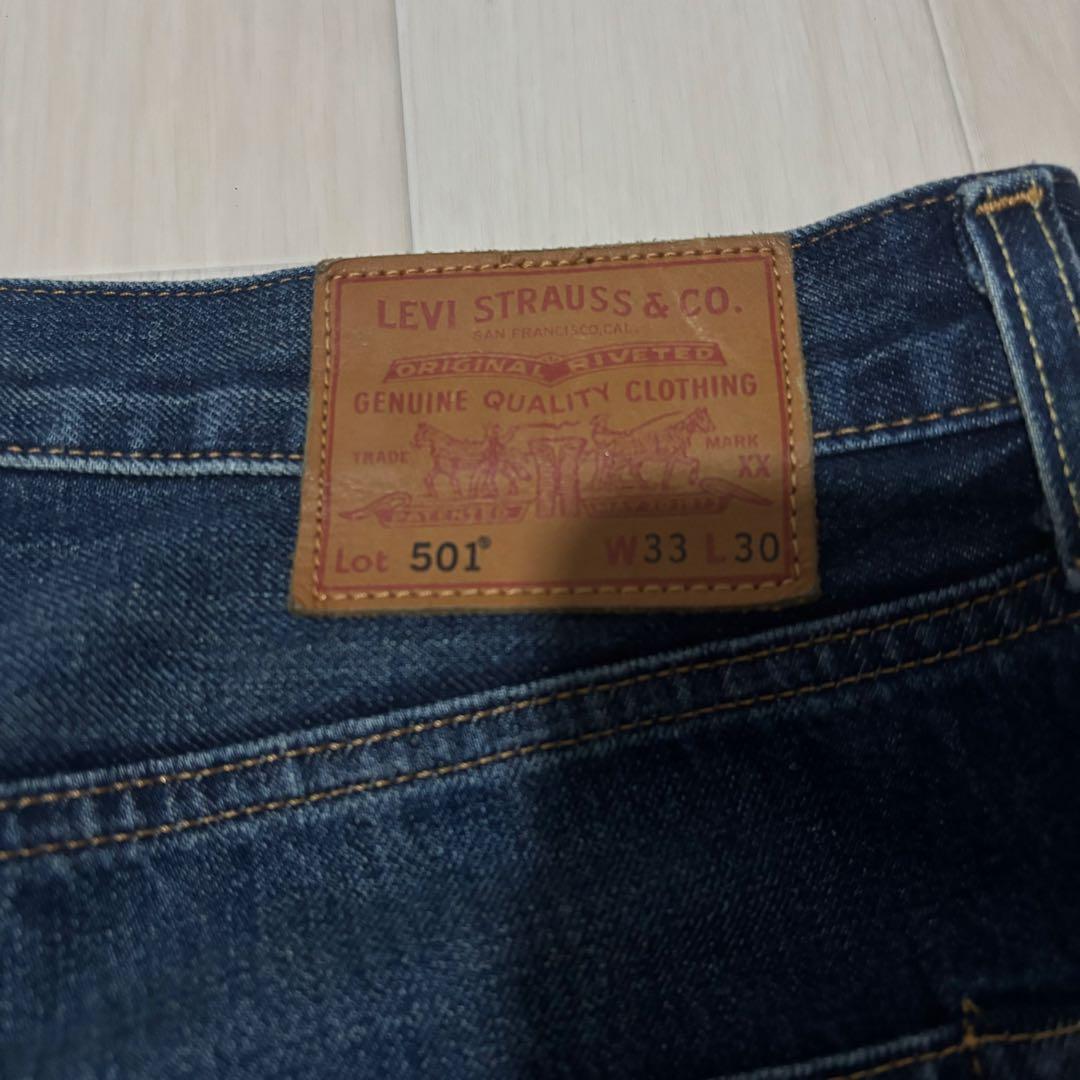 LEVI STRAUSS & CO.
SAN FRANCISCO, CAL.
ORIGINAL RIVETED
GENUINE QUALITY CLOTHING
TRADE MARK
XX
Lot 501® W33 L30